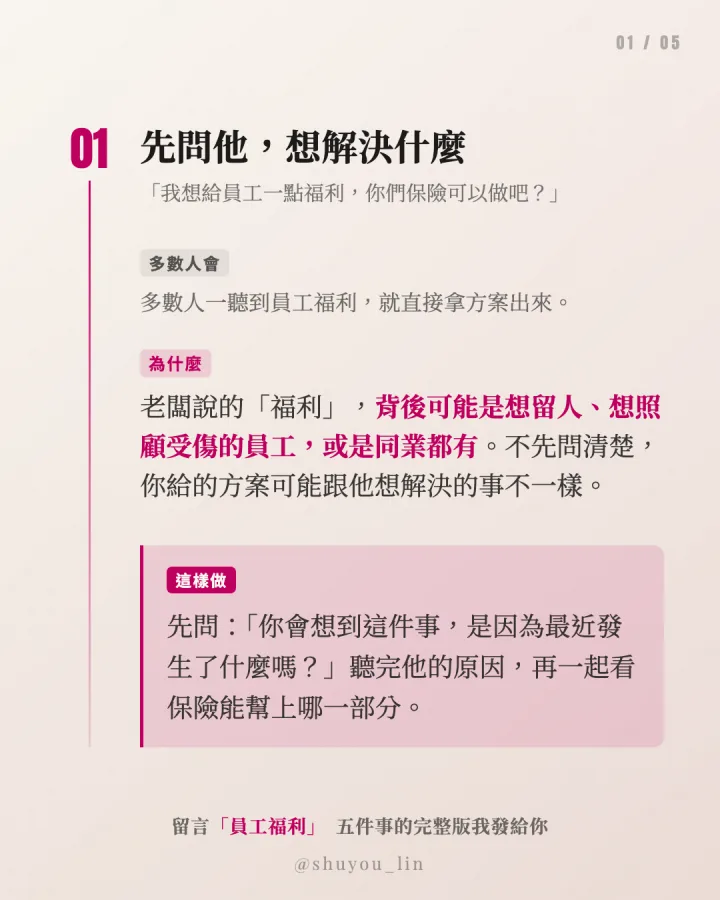 01 / 05
01 先問他，想解決什麼
「我想給員工一點福利，你們保險可以做吧？」
多數人會
多數人一聽到員工福利，就直接拿方案出來。
為什麼
老闆說的「福利」，背後可能是想留人、想照
顧受傷的員工，或是同業都有。不先問清楚，
你給的方案可能跟他想解決的事不一樣。
這樣做
先問：「你會想到這件事，是因為最近發
生了什麼嗎？」聽完他的原因，再一起看
保險能幫上哪一部分。
留言「員工福利」 五件事的完整版我發給你
@shuyou_lin